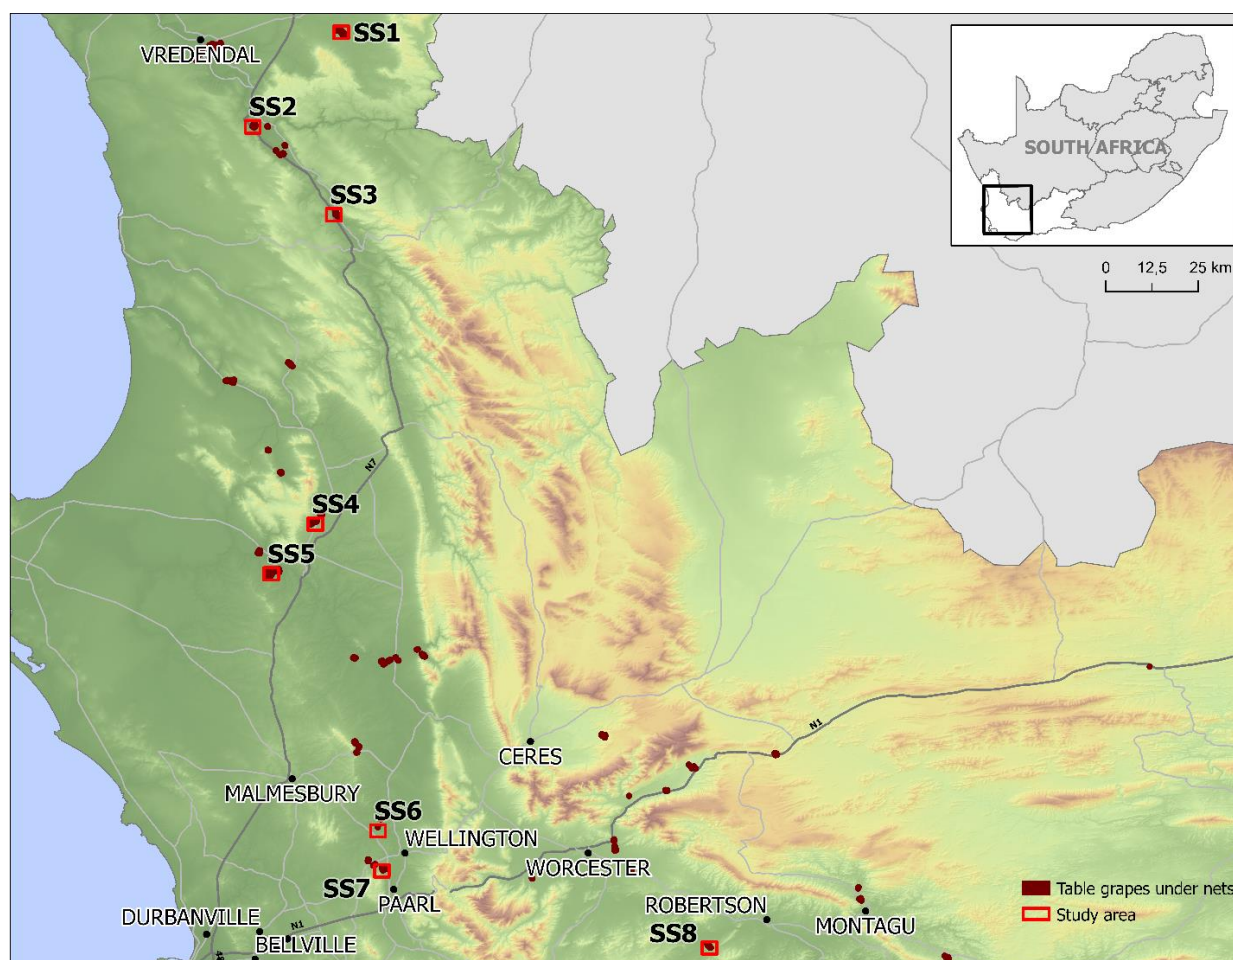 SS1
VREDENDAL
SS2
SOUTH AFRICA
SS3
0 12,5 25 km
N7
SS4
SS5
N1
CERES
MALMESBURY
SS6
WELLINGTON
WORCESTER
SS7
PAARL
Table grapes under nets
ROBERTSON
DURBANVILLE
MONTAGU
Study area
N1
BELLVILLE
SS8